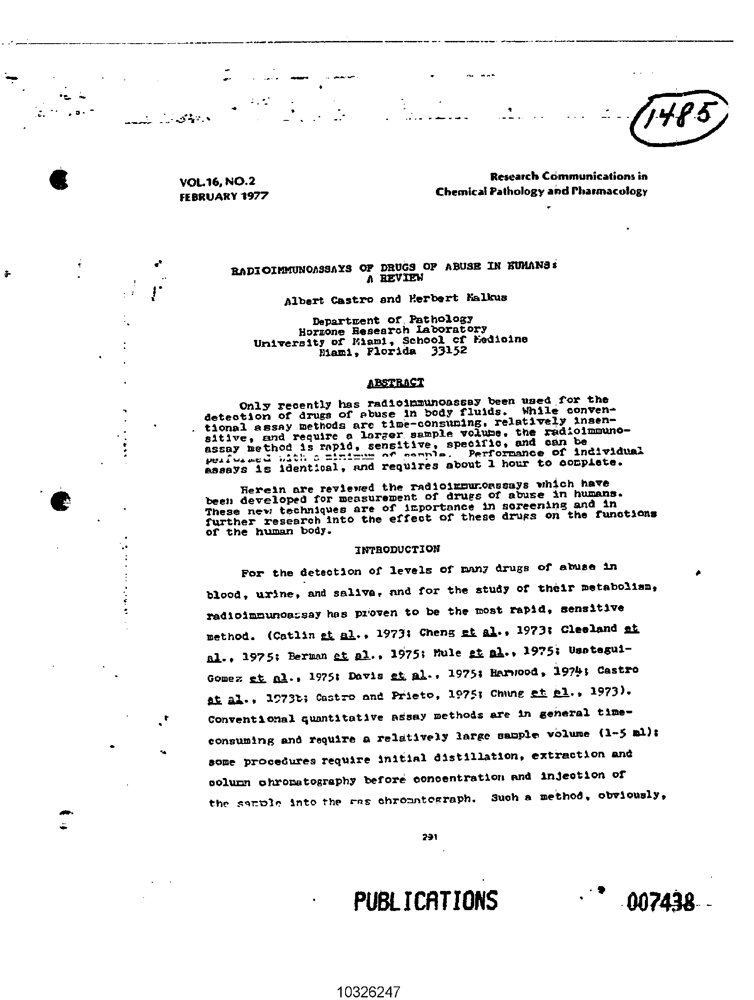 1485
VOL.16, NO.2
FEBRUARY 1977
Research Communications in
Chemical Pathology and Pharmacology
RADIOIMMUNOASSAYS OF DRUGS OF ABUSE IN HUMANS:
A REVIEW
Albert Castro and Herbert Malkus
Department of Pathology
Hormone Research Laboratory
University of Miami, School of Medicine
Miami, Florida 33152
ABSTRACT
Only recently has radioimmunoassay been used for the
detection of drugs of abuse in body fluids. While conven-
tional assay methods are time-consuming, relatively insen-
sitive, and require a larger sample volume, the radioimmuno-
assay method is rapid, sensitive, specific, and can be
performed with a minimum of sample. Performance of individual
assays is identical, and requires about 1 hour to complete.
Herein are reviewed the radioimmunoassays which have
been developed for measurement of drugs of abuse in humans.
These new techniques are of importance in screening and in
further research into the effect of these drugs on the functions
of the human body.
INTRODUCTION
For the detection of levels of many drugs of abuse in
blood, urine, and saliva, and for the study of their metabolism,
radioimmunoassay has proven to be the most rapid, sensitive
method. (Catlin et al., 1973; Cheng et al., 1973; Cleeland et
al., 1975; Berman et al., 1975; Mule et al., 1975; Usategui-
Gomez et al., 1975; Davis et al., 1975; Harwood, 1974; Castro
et al., 1973b; Castro and Prieto, 1975; Chung et al., 1973).
Conventional quantitative assay methods are in general time-
consuming and require a relatively large sample volume (1-5 ml);
some procedures require initial distillation, extraction and
column chromatography before concentration and injection of
the sample into the gas chromatograph. Such a method, obviously,
291
PUBLICATIONS
007438
10326247